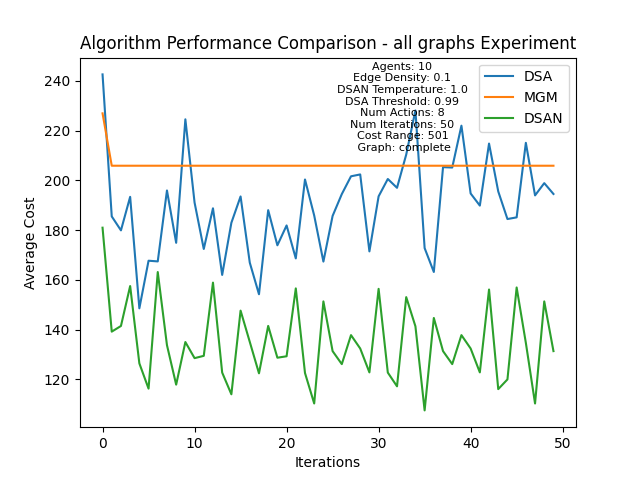 Algorithm Performance Comparison - all graphs Experiment
Agents: 10
Edge Density: 0.1
DSAN Temperature: 1.0
DSA Threshold: 0.99
Num Actions: 8
Num Iterations: 50
Cost Range: 501
Graph: complete
DSA
MGM
DSAN
Average Cost
240
220
200
180
160
140
120
0 10 20 30 40 50
Iterations